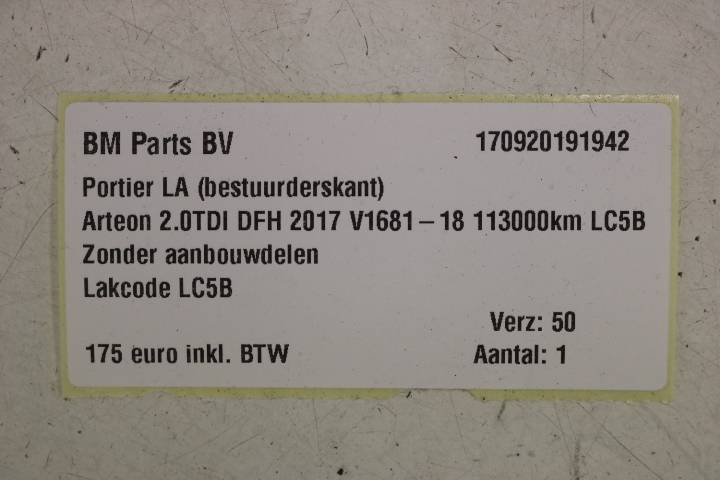 BM Parts BV 170920191942
Portier LA (bestuurderskant)
Arteon 2.0TDI DFH 2017 V1681-18 113000km LC5B
Zonder aanbouwdelen
Lakcode LC5B
Verz: 50
175 euro inkl. BTW Aantal: 1